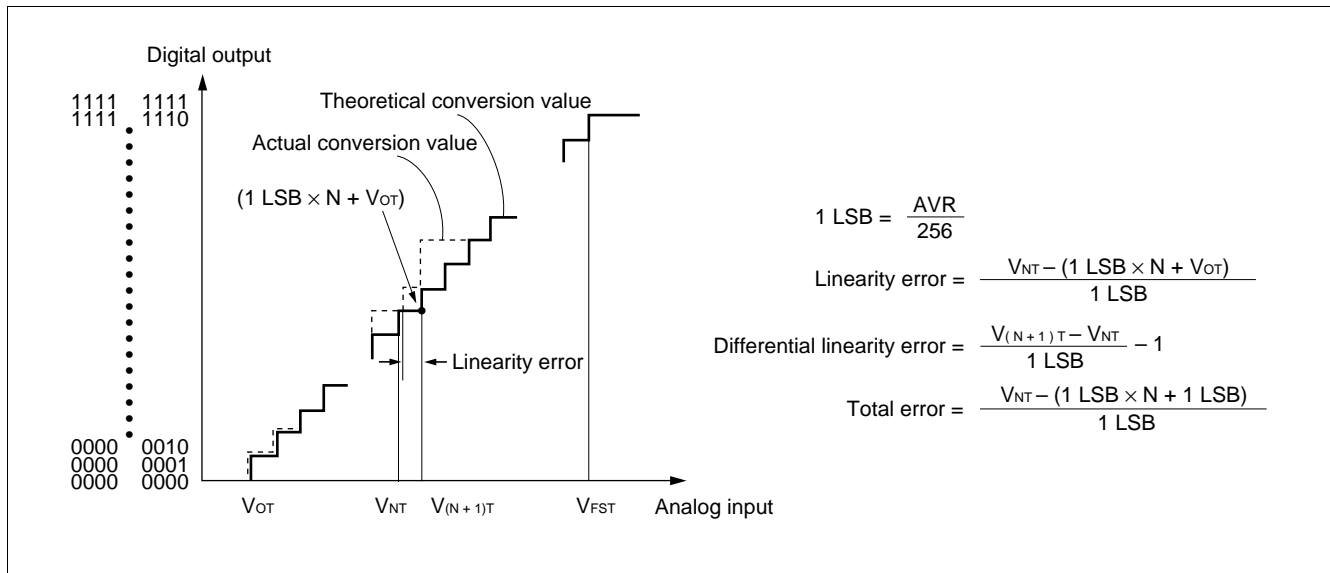 Digital output
1111 1111
1111 1110
Theoretical conversion value
Actual conversion value
(1 LSB × N + VOT)
Linearity error
0000 0010
0000 0001
0000 0000
VOT VNT V(N + 1)T VFST Analog input
1 LSB = AVR / 256
Linearity error = VNT – (1 LSB × N + VOT) / 1 LSB
Differential linearity error = V( N + 1 ) T – VNT / 1 LSB – 1
Total error = VNT – (1 LSB × N + 1 LSB) / 1 LSB